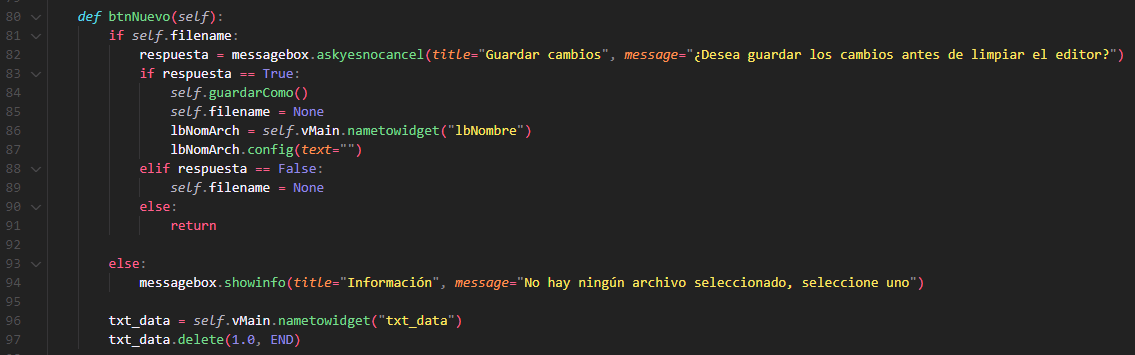 80 def btnNuevo(self):
81 if self.filename:
82 respuesta = messagebox.askyesnocancel(title="Guardar cambios", message="¿Desea guardar los cambios antes de limpiar el editor?")
83 if respuesta == True:
84 self.guardarComo()
85 self.filename = None
86 lbNomArch = self.vMain.nametowidget("lbNombre")
87 lbNomArch.config(text="")
88 elif respuesta == False:
89 self.filename = None
90 else:
91 return
92
93 else:
94 messagebox.showinfo(title="Información", message="No hay ningún archivo seleccionado, seleccione uno")
95
96 txt_data = self.vMain.nametowidget("txt_data")
97 txt_data.delete(1.0, END)